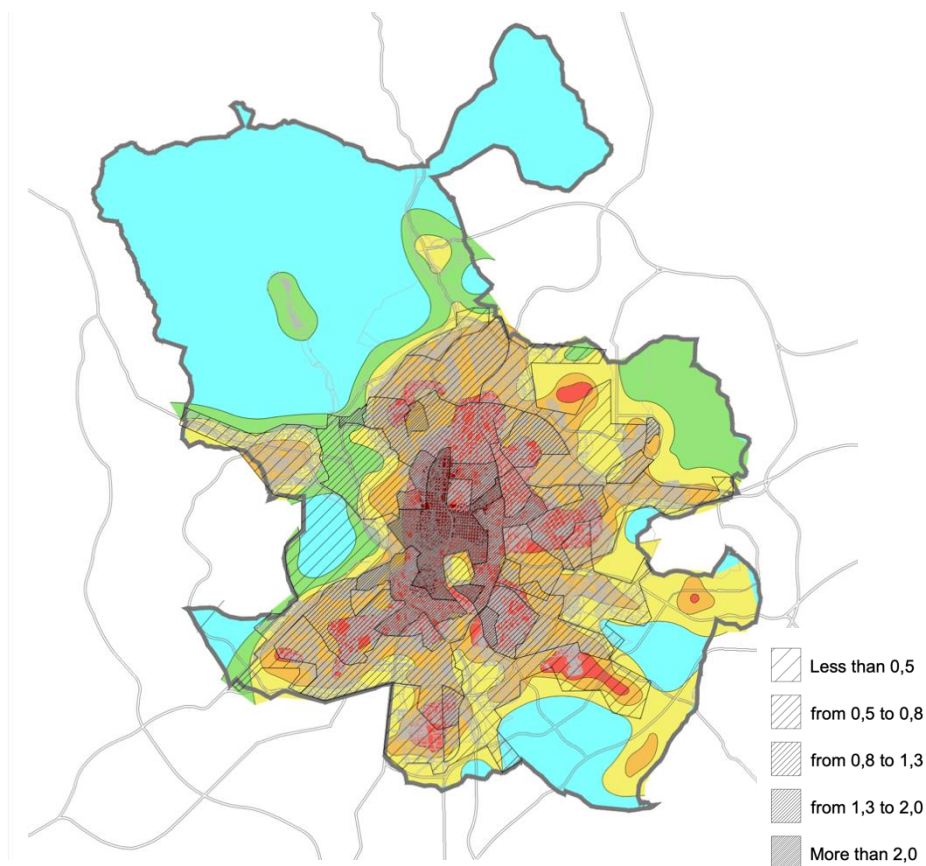 Less than 0,5
from 0,5 to 0,8
from 0,8 to 1,3
from 1,3 to 2,0
More than 2,0